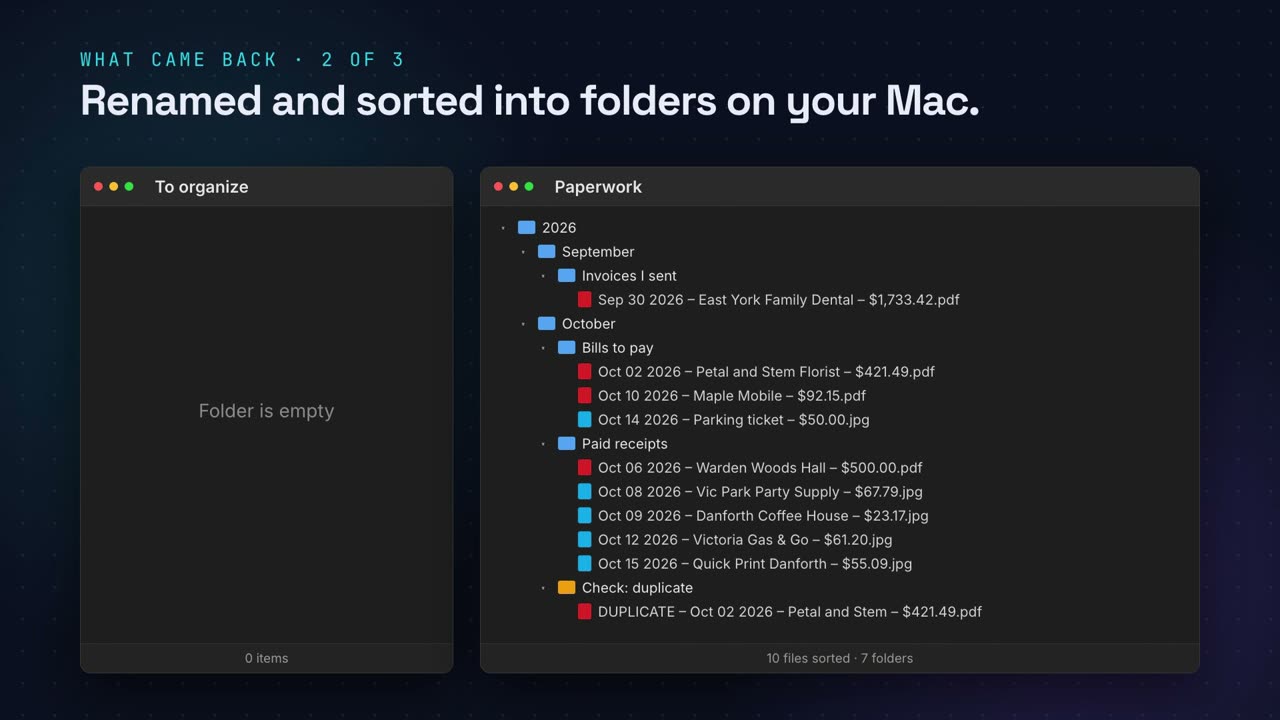 WHAT CAME BACK · 2 OF 3
Renamed and sorted into folders on your Mac.
To organize
Folder is empty
0 items
Paperwork
2026
September
Invoices I sent
Sep 30 2026 – East York Family Dental – $1,733.42.pdf
October
Bills to pay
Oct 02 2026 – Petal and Stem Florist – $421.49.pdf
Oct 10 2026 – Maple Mobile – $92.15.pdf
Oct 14 2026 – Parking ticket – $50.00.jpg
Paid receipts
Oct 06 2026 – Warden Woods Hall – $500.00.pdf
Oct 08 2026 – Vic Park Party Supply – $67.79.jpg
Oct 09 2026 – Danforth Coffee House – $23.17.jpg
Oct 12 2026 – Victoria Gas & Go – $61.20.jpg
Oct 15 2026 – Quick Print Danforth – $55.09.jpg
Check: duplicate
DUPLICATE – Oct 02 2026 – Petal and Stem – $421.49.pdf
10 files sorted · 7 folders